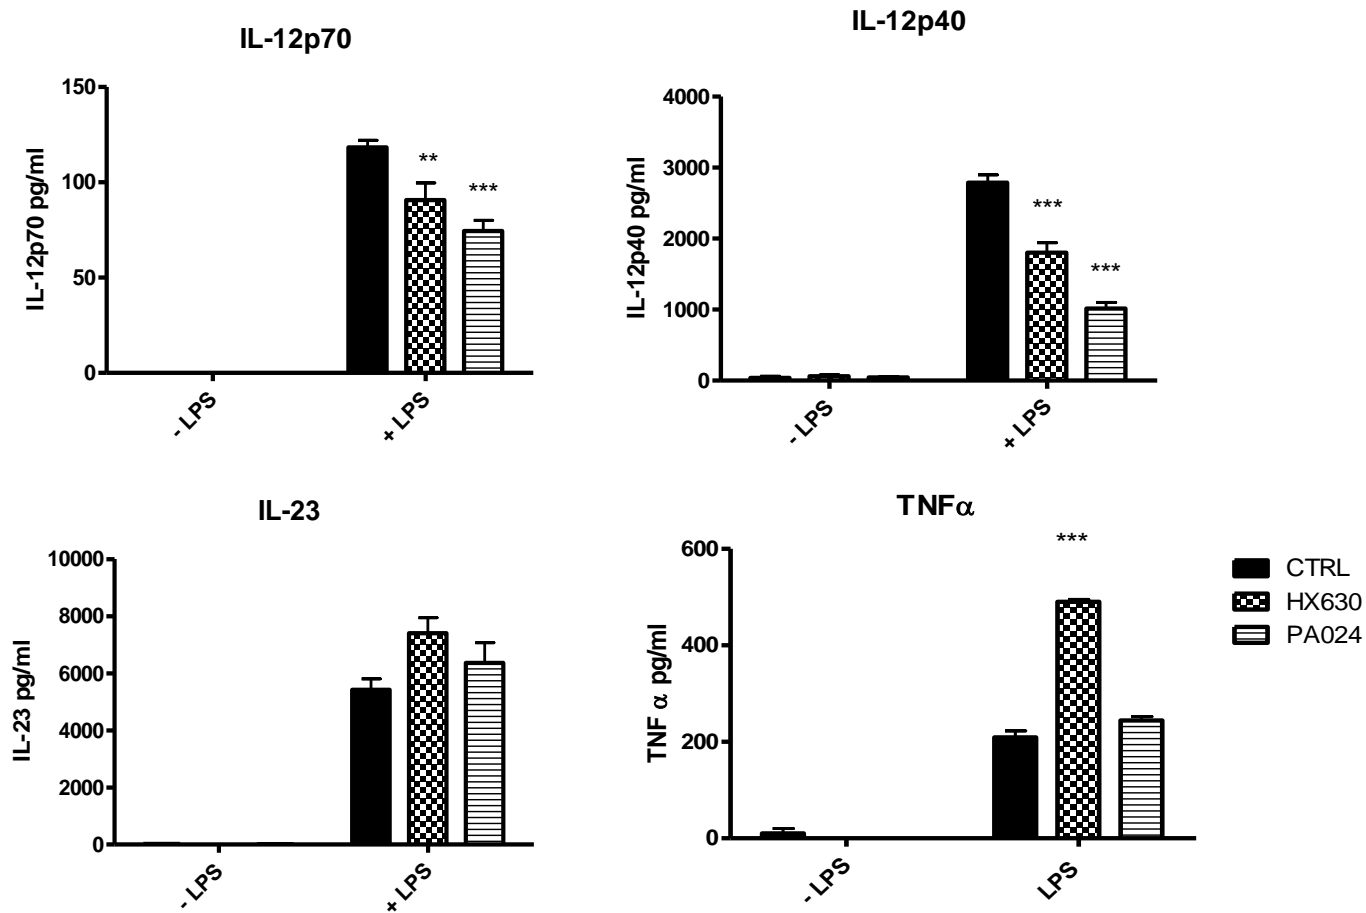 IL-12p70
150
100
50
0
IL-12p70 pg/ml
**
***
- LPS
+ LPS
IL-12p40
4000
3000
2000
1000
0
IL-12p40 pg/ml
***
***
- LPS
+ LPS
IL-23
10000
8000
6000
4000
2000
0
IL-23 pg/ml
- LPS
+ LPS
TNFα
600
400
200
0
TNF α pg/ml
***
- LPS
LPS
CTRL
HX630
PA024